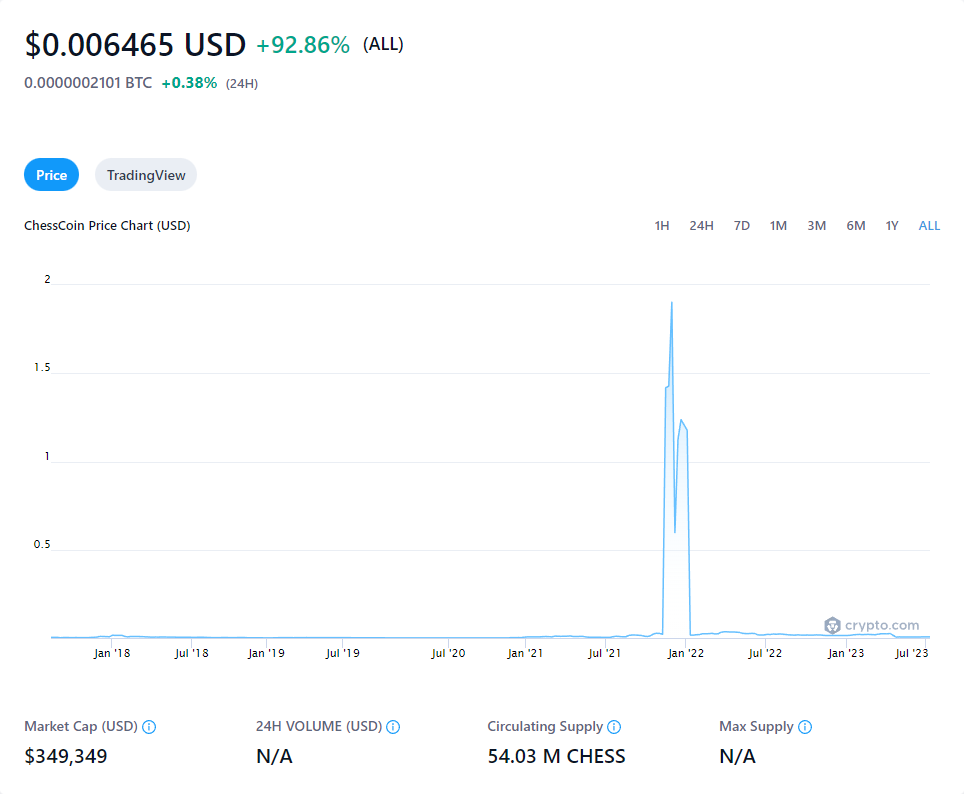 $0.006465 USD +92.86% (ALL)
0.0000002101 BTC +0.38% (24H)
Price TradingView
ChessCoin Price Chart (USD) 1H 24H 7D 1M 3M 6M 1Y ALL
2
1.5
1
0.5
crypto.com
Jan '18 Jul '18 Jan '19 Jul '19 Jul '20 Jan '21 Jul '21 Jan '22 Jul '22 Jan '23 Jul '23
Market Cap (USD) 24H VOLUME (USD) Circulating Supply Max Supply
$349,349 N/A 54.03 M CHESS N/A